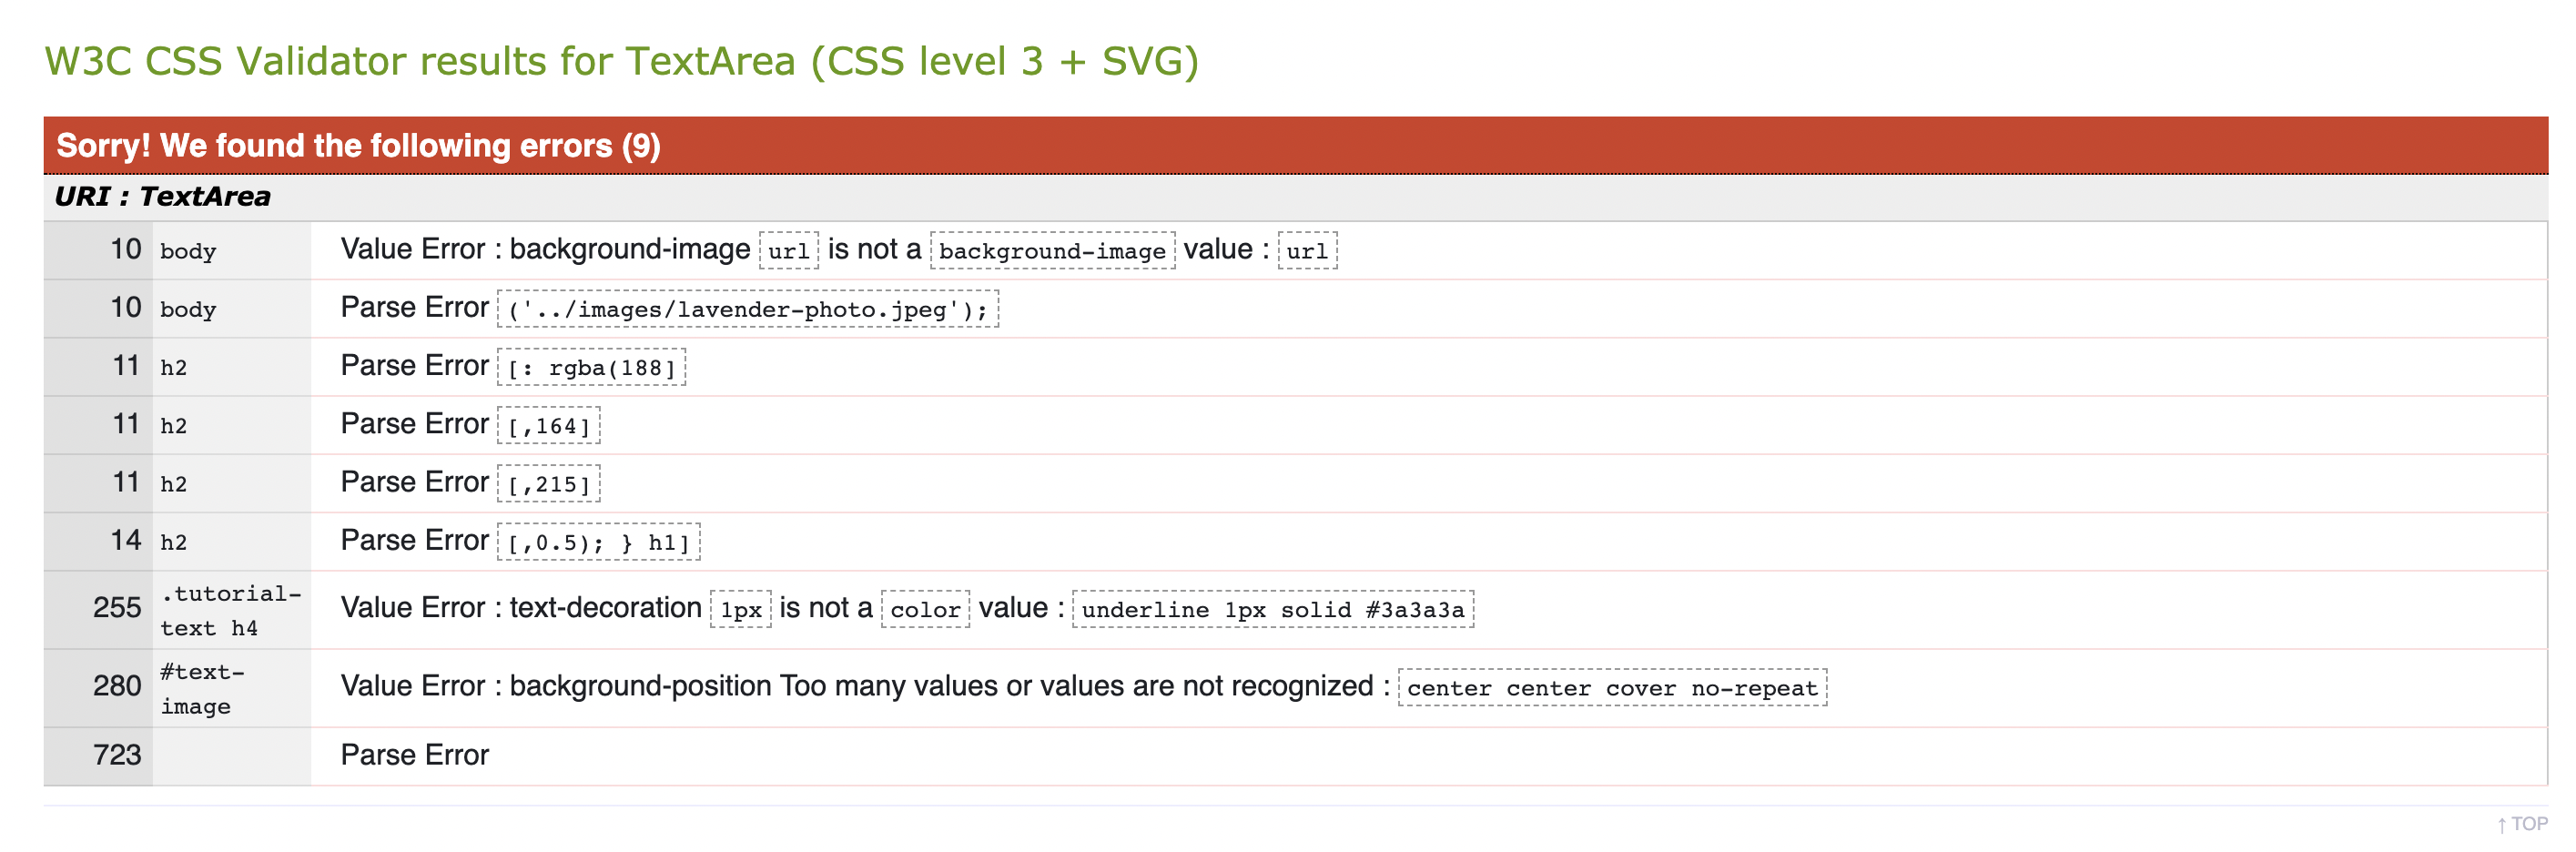 W3C CSS Validator results for TextArea (CSS level 3 + SVG)
Sorry! We found the following errors (9)
URI : TextArea
10 body Value Error : background-image url is not a background-image value : url
10 body Parse Error ('../images/lavender-photo.jpeg');
11 h2 Parse Error [: rgba(188]
11 h2 Parse Error [,164]
11 h2 Parse Error [,215]
14 h2 Parse Error [,0.5); } h1]
255 .tutorial-text h4 Value Error : text-decoration 1px is not a color value : underline 1px solid #3a3a3a
280 #text-image Value Error : background-position Too many values or values are not recognized : center center cover no-repeat
723 Parse Error
↑ TOP